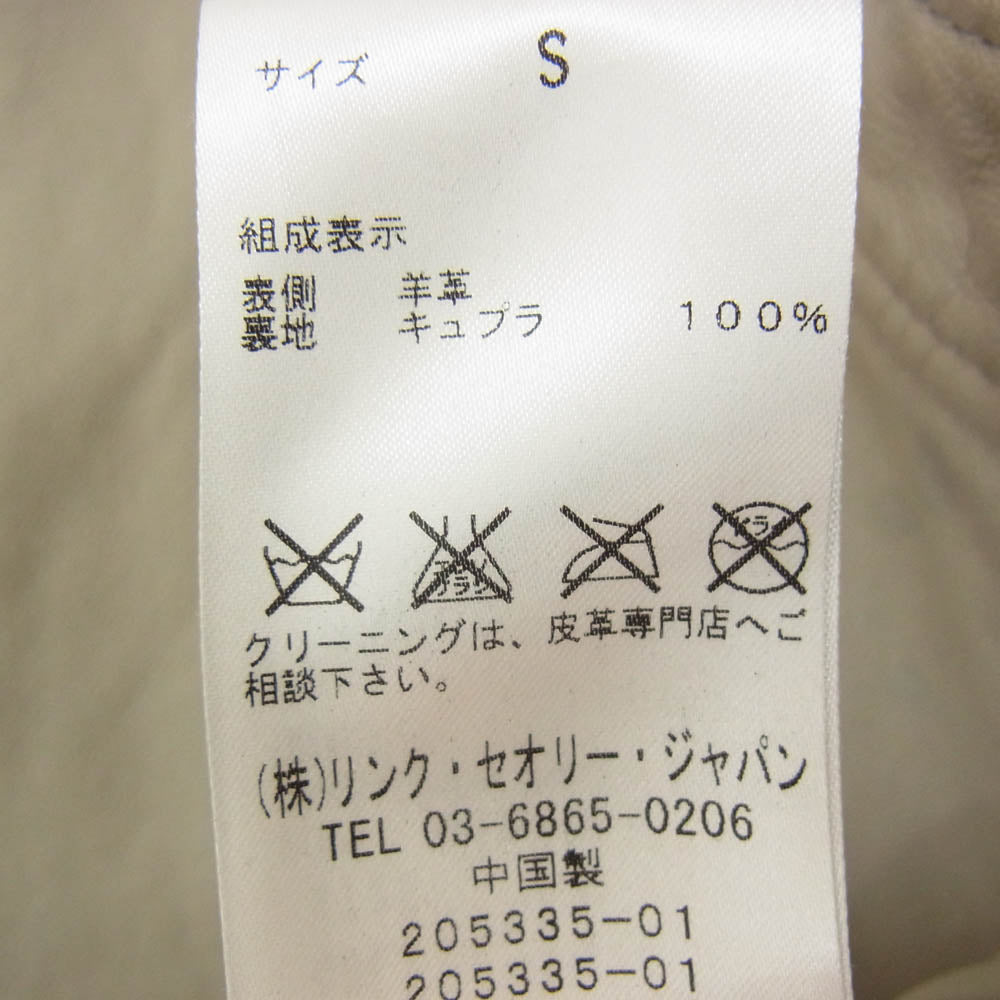 サイズ S
組成表示
表側 羊革
裏地 キュプラ 100%
クリーニングは、皮革専門店へご
相談下さい。
(株)リンク・セオリー・ジャパン
TEL 03-6865-0206
中国製
205335-01
205335-01